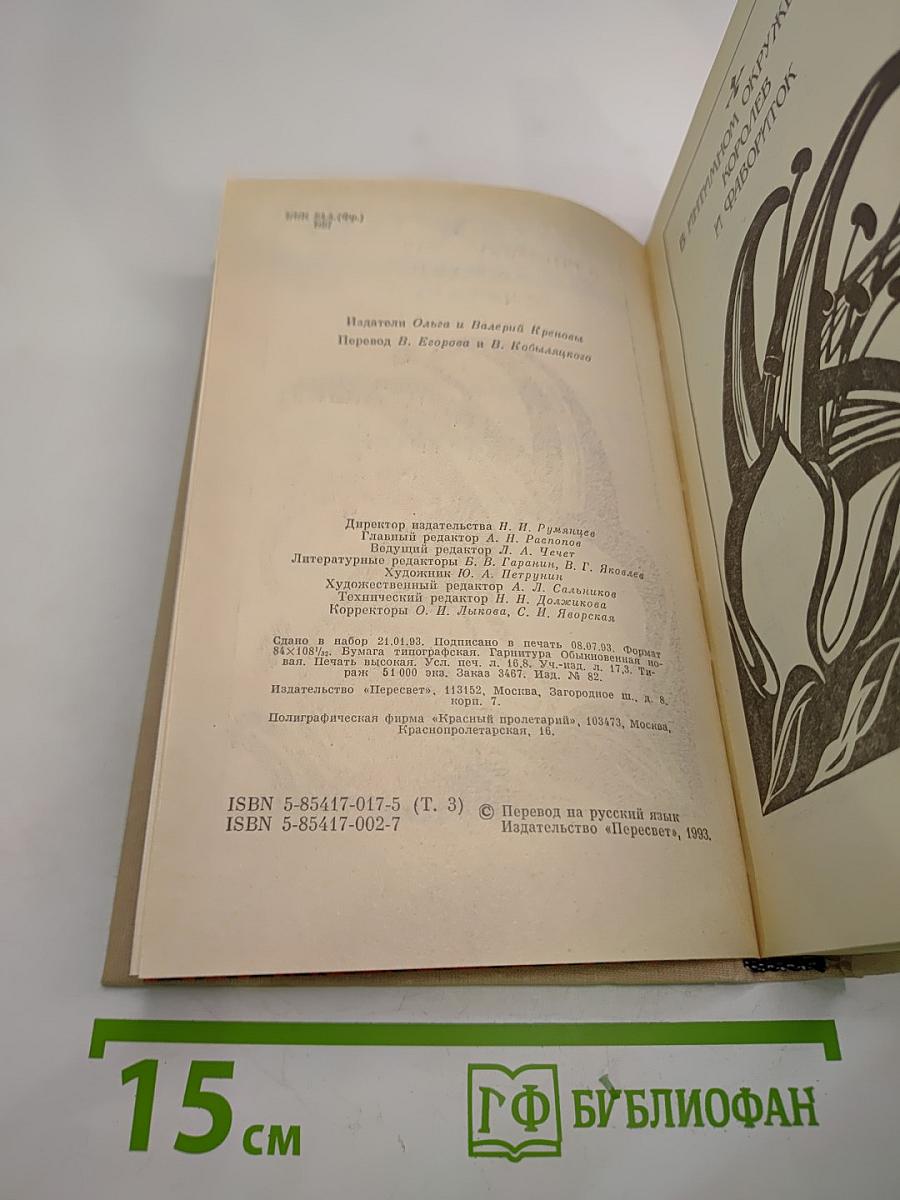 Издатели Ольга и Валерий Креповы
Перевод В. Егорова и В. Кобыляцкого
Директор издательства Н. И. Румянцев
Главный редактор А. Н. Распопов
Ведущий редактор Л. А. Чечет
Литературные редакторы Б. В. Гаранин, В. Г. Яковлев
Художник Ю. А. Петрунин
Художественный редактор А. Л. Сальников
Технический редактор Н. Н. Должикова
Корректоры О. И. Лыкова, С. И. Яворская
Сдано в набор 21.01.93. Подписано в печать 08.07.93. Формат
84×108¹/₃₂. Бумага типографская. Гарнитура Обыкновенная но-
вая. Печать высокая. Усл. печ. л. 16,8. Уч.-изд. л. 17,3. Ти-
раж 51 000 экз. Заказ 3467. Изд. № 82.
Издательство «Пересвет», 113152, Москва, Загородное ш., д. 8,
корп. 7.
Полиграфическая фирма «Красный пролетарий», 103473, Москва,
Краснопролетарская, 16.
ISBN 5-85417-017-5 (Т. 3)
ISBN 5-85417-002-7
© Перевод на русский язык
Издательство «Пересвет», 1993.
В ИНТИМНОМ ОКРУЖЕ
КОРОЛЕВ
И ФАВОРИТОК
15 см
БИБЛИОФАН